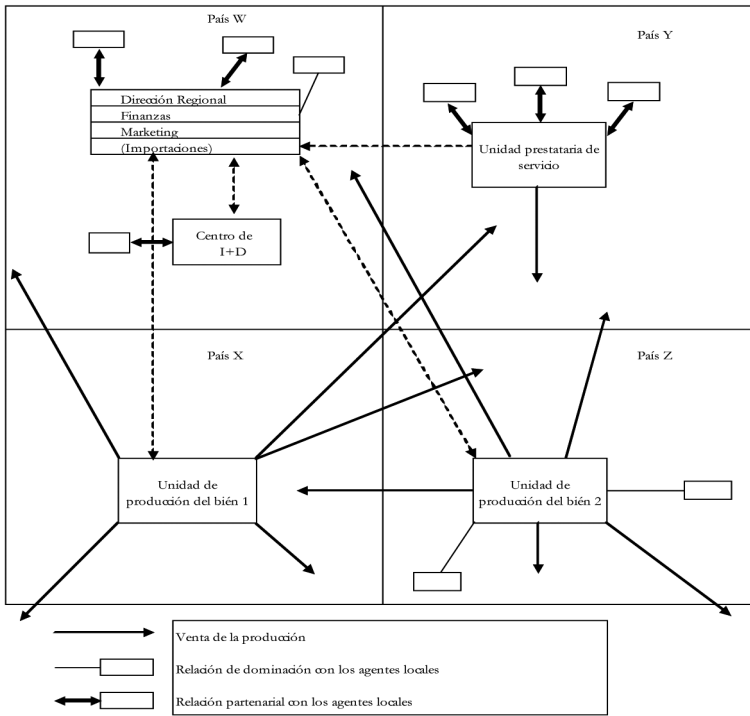 País W
País Y
Dirección Regional
Finanzas
Marketing
(Importaciones)
Unidad prestataria de
servicio
Centro de
I+D
País X
País Z
Unidad de
producción del bién 1
Unidad de
producción del bién 2
Venta de la producción
Relación de dominación con los agentes locales
Relación partenarial con los agentes locales